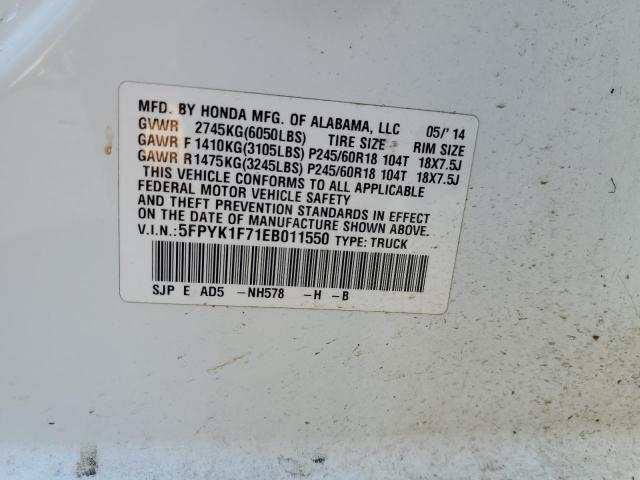 MFD. BY HONDA MFG. OF ALABAMA, LLC 05/'14
GVWR 2745KG(6050LBS) TIRE SIZE RIM SIZE
GAWR F 1410KG(3105LBS) P245/60R18 104T 18X7.5J
GAWR R 1475KG(3245LBS) P245/60R18 104T 18X7.5J
THIS VEHICLE CONFORMS TO ALL APPLICABLE
FEDERAL MOTOR VEHICLE SAFETY
AND THEFT PREVENTION STANDARDS IN EFFECT
ON THE DATE OF MANUFACTURE SHOWN ABOVE.
V.I.N.:5FPYK1F71EB011550 TYPE: TRUCK
SJP E AD5 -NH578 -H -B